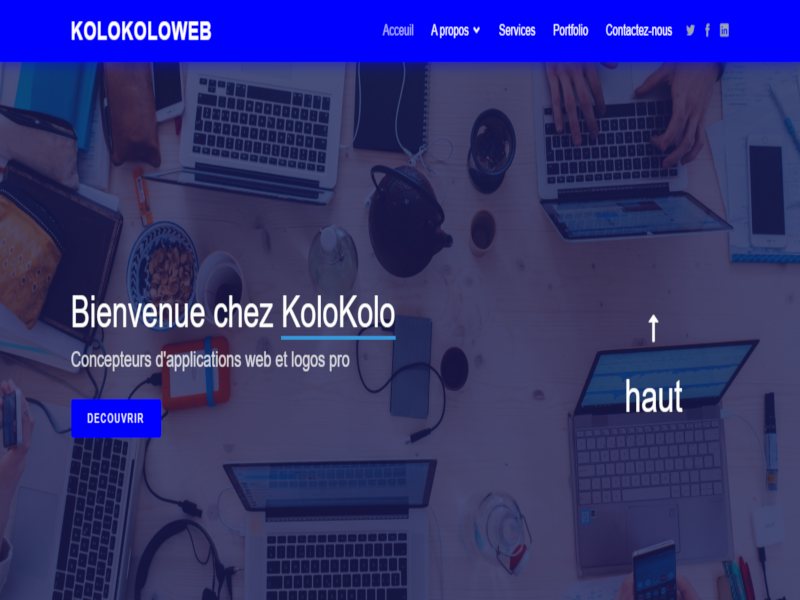 KOLOKOLOWEB
Acceuil A propos Services Portfolio Contactez-nous
Bienvenue chez KoloKolo
Concepteurs d'applications web et logos pro
DECOUVRIR
haut